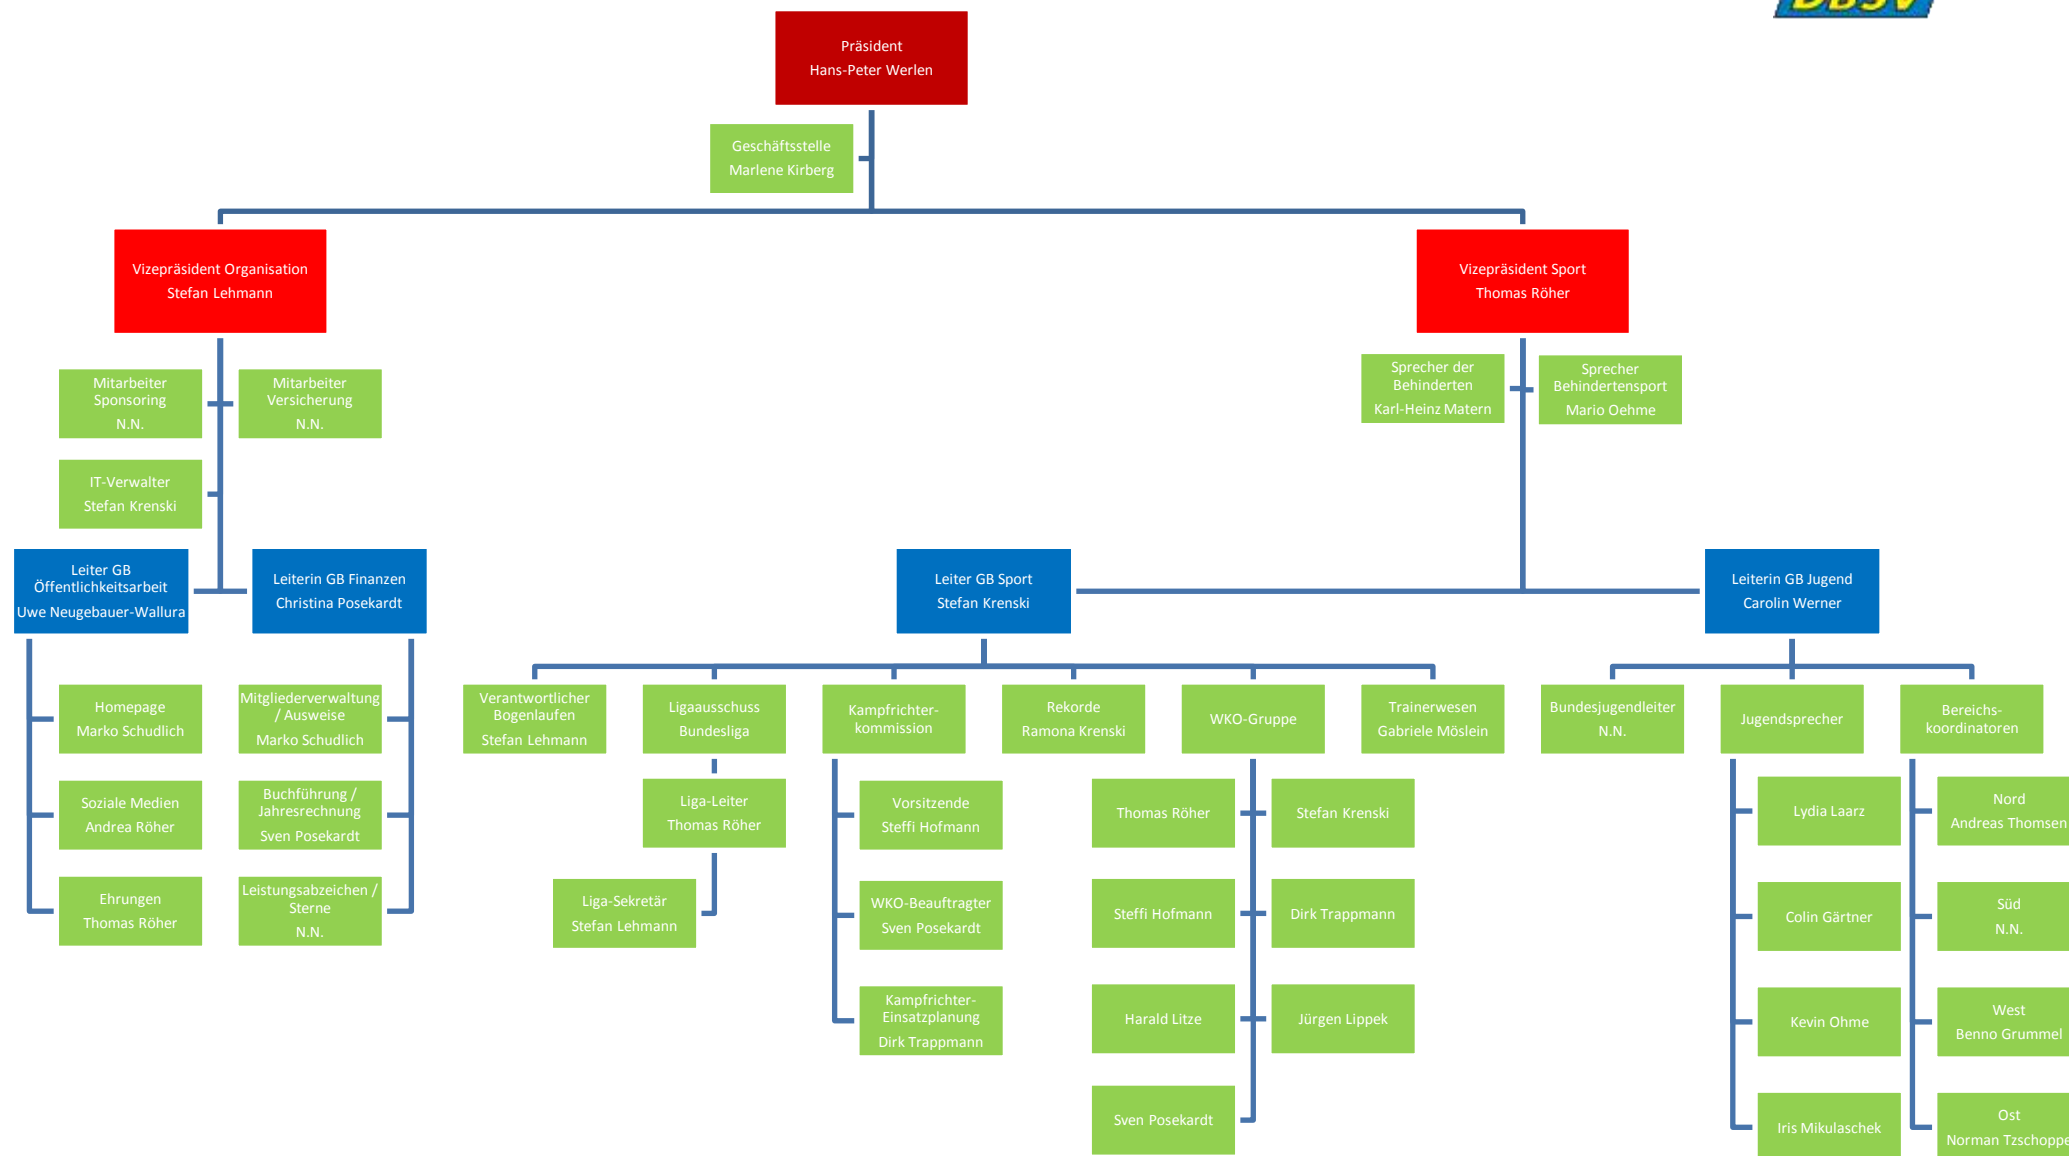 DBSV
Präsident
Hans-Peter Werlen
Geschäftsstelle
Marlene Kirberg
Vizepräsident Organisation
Stefan Lehmann
Vizepräsident Sport
Thomas Röher
Mitarbeiter
Sponsoring
N.N.
Mitarbeiter
Versicherung
N.N.
Sprecher der
Behinderten
Karl-Heinz Matern
Sprecher
Behindertensport
Mario Oehme
IT-Verwalter
Stefan Krenski
Leiter GB
Öffentlichkeitsarbeit
Uwe Neugebauer-Wallura
Leiterin GB Finanzen
Christina Posekardt
Leiter GB Sport
Stefan Krenski
Leiterin GB Jugend
Carolin Werner
Homepage
Marko Schudlich
Soziale Medien
Andrea Röher
Ehrungen
Thomas Röher
Mitgliederverwaltung
/ Ausweise
Marko Schudlich
Buchführung /
Jahresrechnung
Sven Posekardt
Leistungsabzeichen /
Sterne
N.N.
Verantwortlicher
Bogenlaufen
Stefan Lehmann
Ligaausschuss
Bundesliga
Liga-Leiter
Thomas Röher
Liga-Sekretär
Stefan Lehmann
Kampfrichter-
kommission
Vorsitzende
Steffi Hofmann
WKO-Beauftragter
Sven Posekardt
Kampfrichter-
Einsatzplanung
Dirk Trappmann
Rekorde
Ramona Krenski
WKO-Gruppe
Thomas Röher
Stefan Krenski
Steffi Hofmann
Dirk Trappmann
Harald Litze
Jürgen Lippek
Sven Posekardt
Trainerwesen
Gabriele Möslein
Bundesjugendleiter
N.N.
Jugendsprecher
Lydia Laarz
Colin Gärtner
Kevin Ohme
Iris Mikulaschek
Bereichs-
koordinatoren
Nord
Andreas Thomsen
Süd
N.N.
West
Benno Grummel
Ost
Norman Tzschoppe